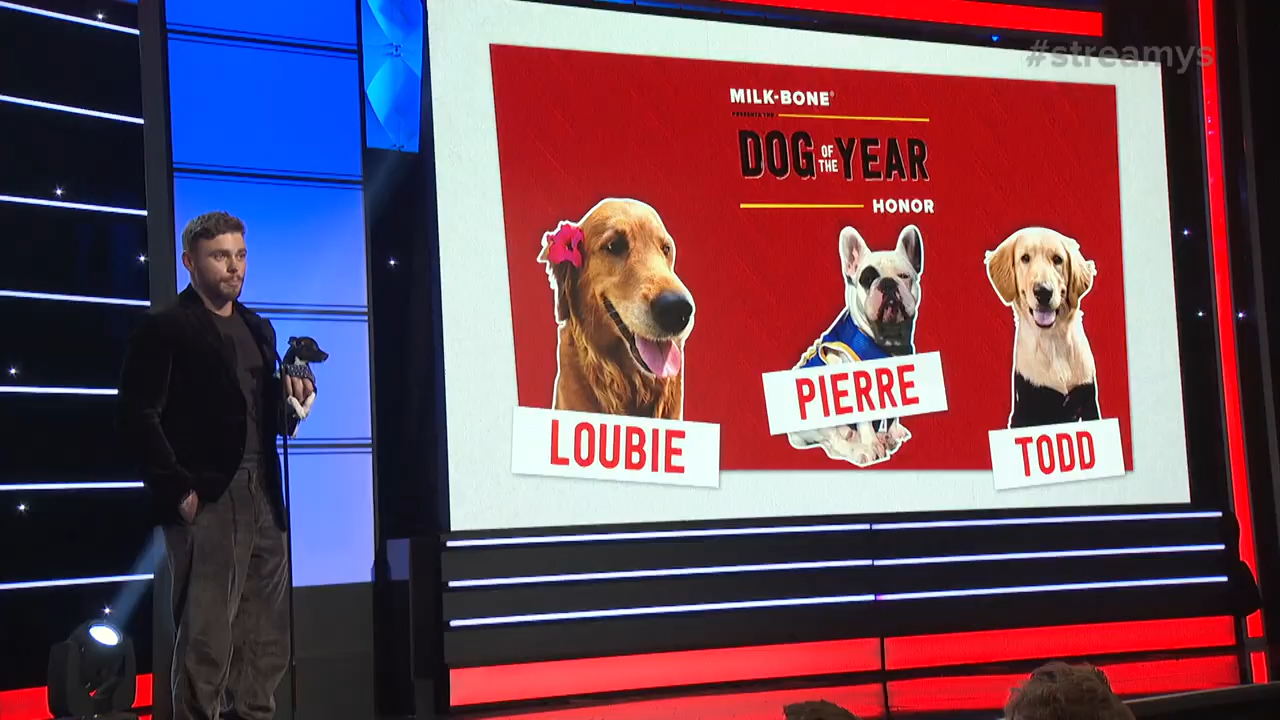 #streamys
MILK-BONE®
PRESENTS THE
DOG OF THE YEAR
HONOR
LOUBIE
PIERRE
TODD